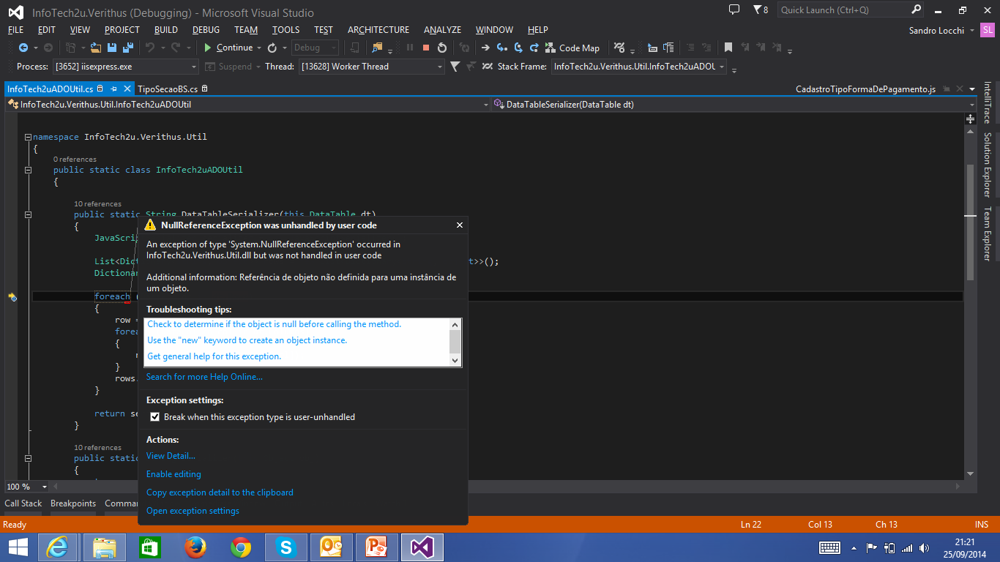 InfoTech2u.Verithus (Debugging) - Microsoft Visual Studio
8
Quick Launch (Ctrl+Q)
FILE EDIT VIEW PROJECT BUILD DEBUG TEAM TOOLS TEST ARCHITECTURE ANALYZE WINDOW HELP
Sandro Locchi SL
Continue Debug Code Map
Process: [3652] iisexpress.exe Suspend Thread: [13628] Worker Thread Stack Frame: InfoTech2u.Verithus.Util.InfoTech2uADOU
InfoTech2uADOUtil.cs TipoSecaoBS.cs CadastroTipoFormaDePagamento.js
InfoTech2u.Verithus.Util.InfoTech2uADOUtil DataTableSerializer(DataTable dt)
IntelliTrace
Solution Explorer
Team Explorer
namespace InfoTech2u.Verithus.Util
{
0 references
public static class InfoTech2uADOUtil
{
10 references
public static String DataTableSerializer(this DataTable dt)
{
JavaScri
List<Dict t>>();
Dictionar
foreach (
{
row =
forea
{
r
}
rows.
}
return se
}
10 references
public stati
{
NullReferenceException was unhandled by user code
An exception of type 'System.NullReferenceException' occurred in
InfoTech2u.Verithus.Util.dll but was not handled in user code
Additional information: Referência de objeto não definida para uma instância de
um objeto.
Troubleshooting tips:
Check to determine if the object is null before calling the method.
Use the "new" keyword to create an object instance.
Get general help for this exception.
Search for more Help Online...
Exception settings:
Break when this exception type is user-unhandled
Actions:
View Detail...
Enable editing
Copy exception detail to the clipboard
Open exception settings
100 %
Call Stack Breakpoints Comma
Ready Ln 22 Col 13 Ch 13 INS
21:21
25/09/2014